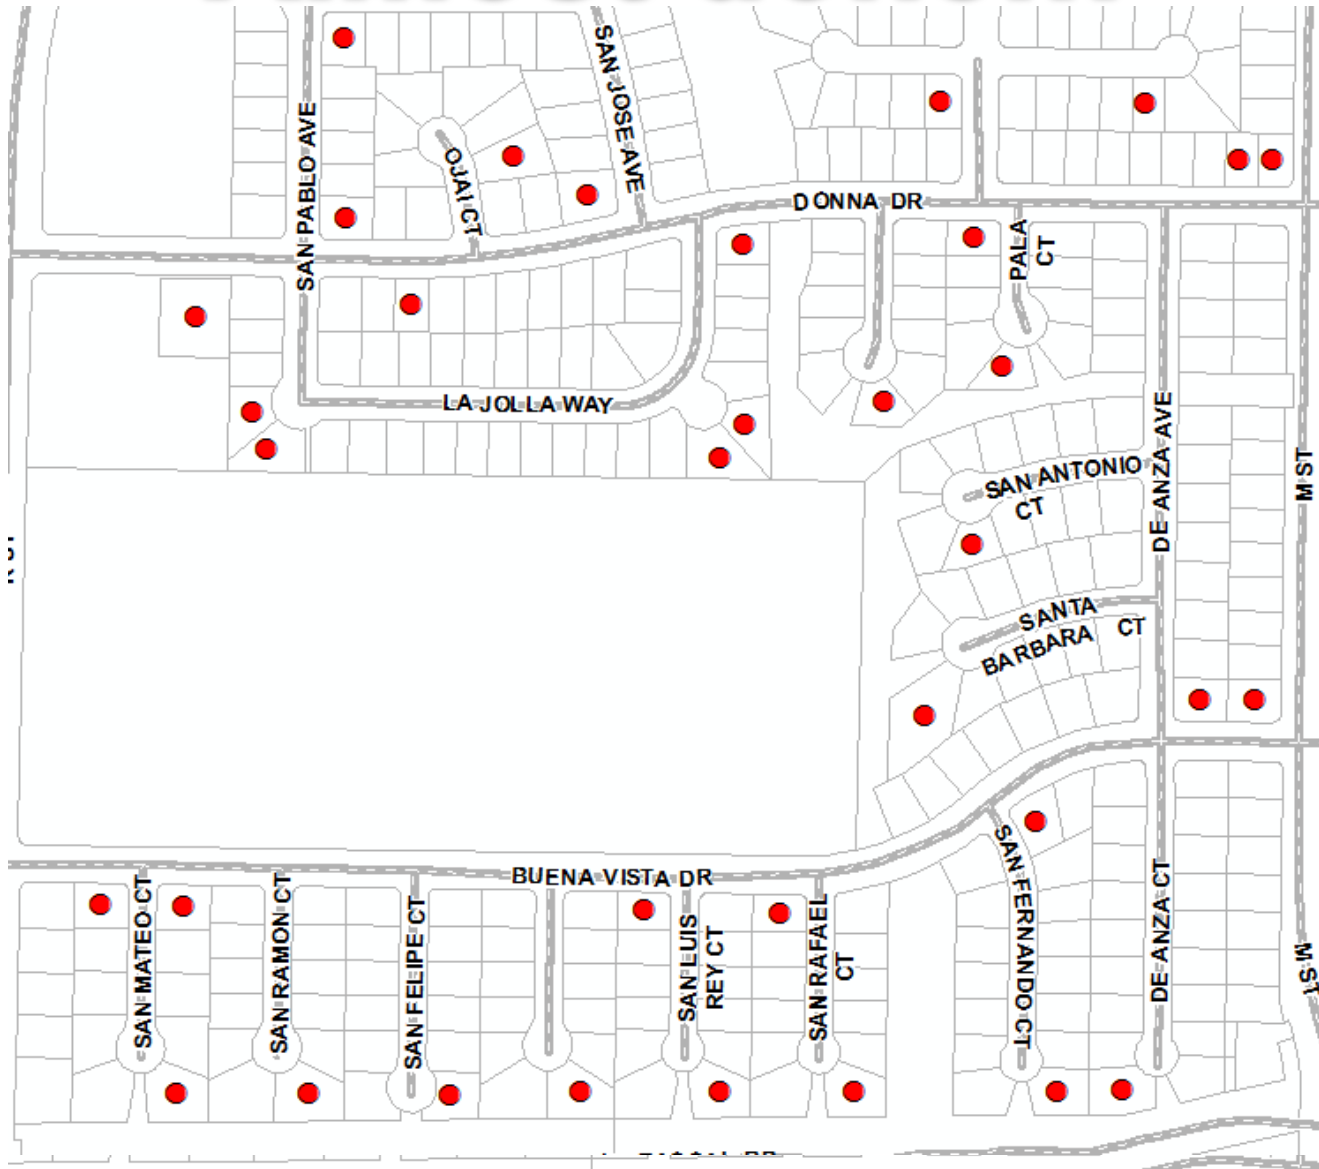 SAN JOSE AVE
SAN PABLO AVE
OJAI CT
DONNA DR
PALA
CT
LA JOLLA WAY
DE ANZA AVE
SAN ANTONIO
CT
M ST
SANTA
BARBARA CT
BUENA VISTA DR
SAN MATEO CT
SAN RAMON CT
SAN FELIPE CT
SAN LUIS
REY CT
SAN RAFAEL
CT
SAN FERNANDO CT
DE ANZA CT
M ST